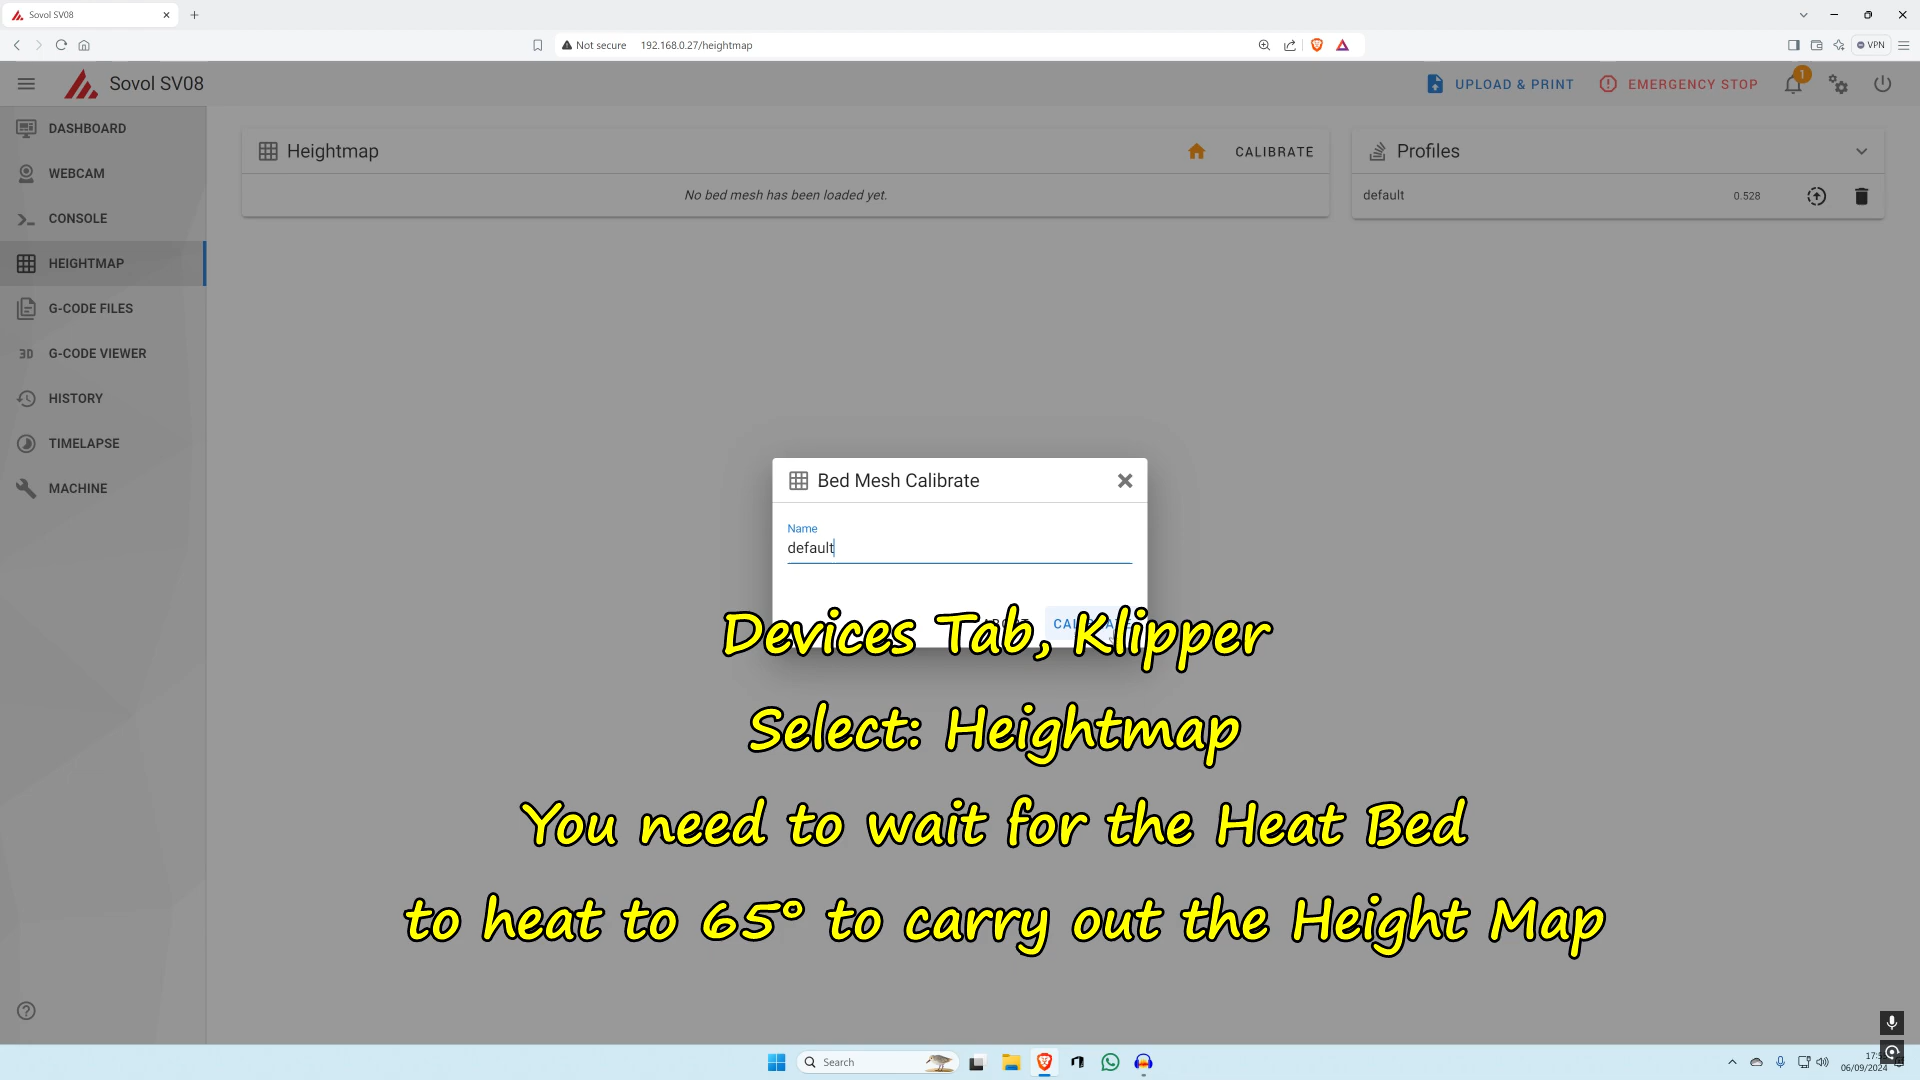 Sovol SV08
Not secure 192.168.0.27/heightmap
VPN
Sovol SV08
UPLOAD & PRINT
EMERGENCY STOP
1
DASHBOARD
WEBCAM
CONSOLE
HEIGHTMAP
G-CODE FILES
3D G-CODE VIEWER
HISTORY
TIMELAPSE
MACHINE
Heightmap
CALIBRATE
No bed mesh has been loaded yet.
Profiles
default 0.528
Bed Mesh Calibrate
Name
default
Devices Tab, Klipper
Select: Heightmap
You need to wait for the Heat Bed
to heat to 65° to carry out the Height Map
Search
06/09/2024